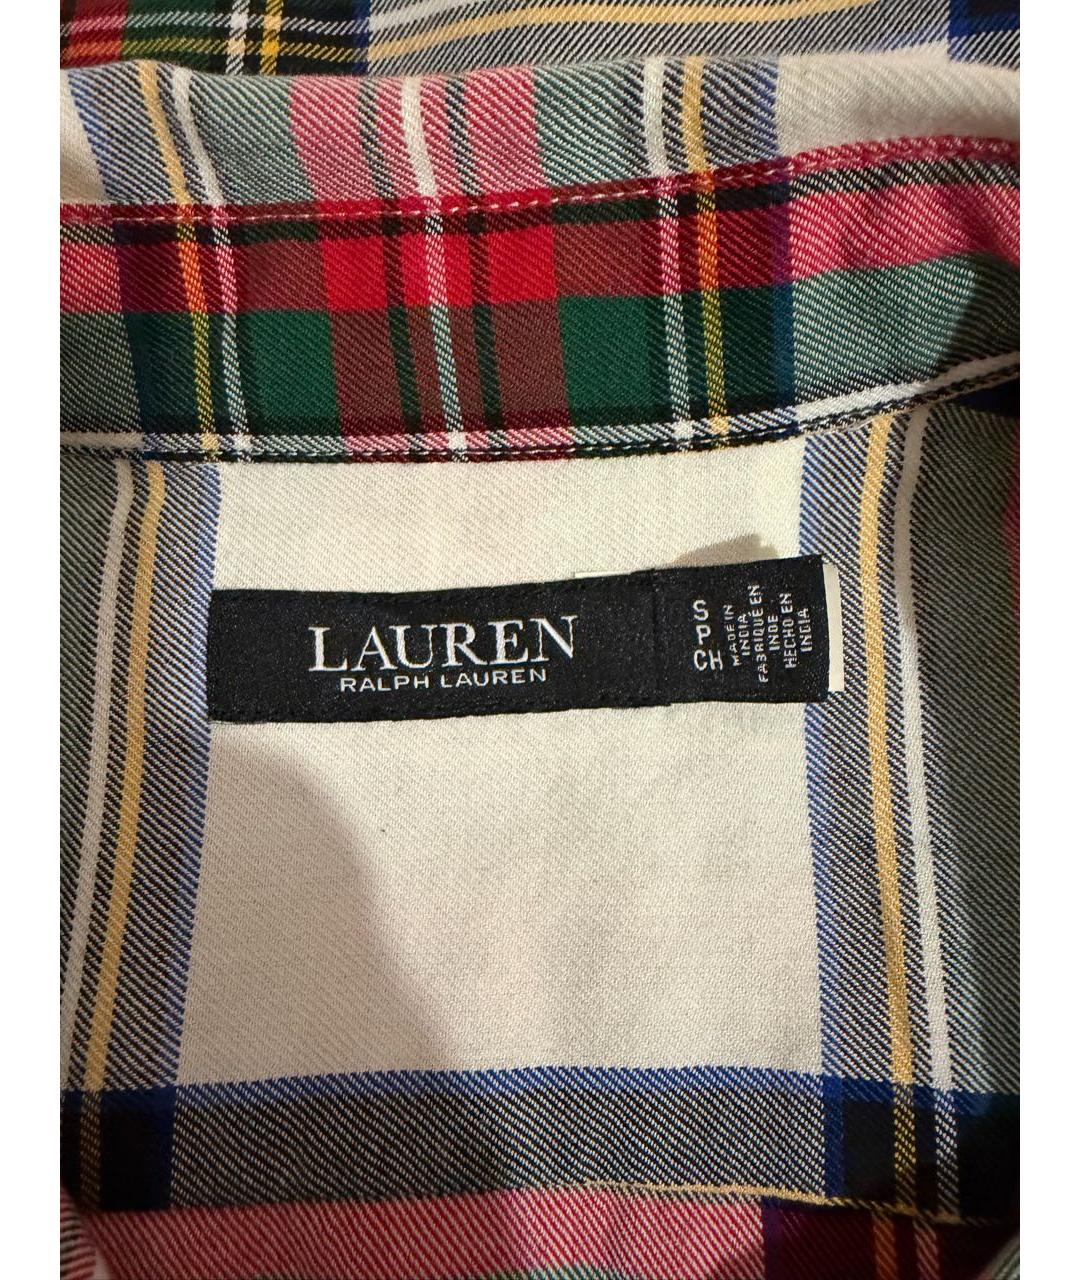 LAUREN
RALPH LAUREN
S
P
CH
MADE IN
INDIA
FABRIQUÉ EN
INDE
HECHO EN
INDIA